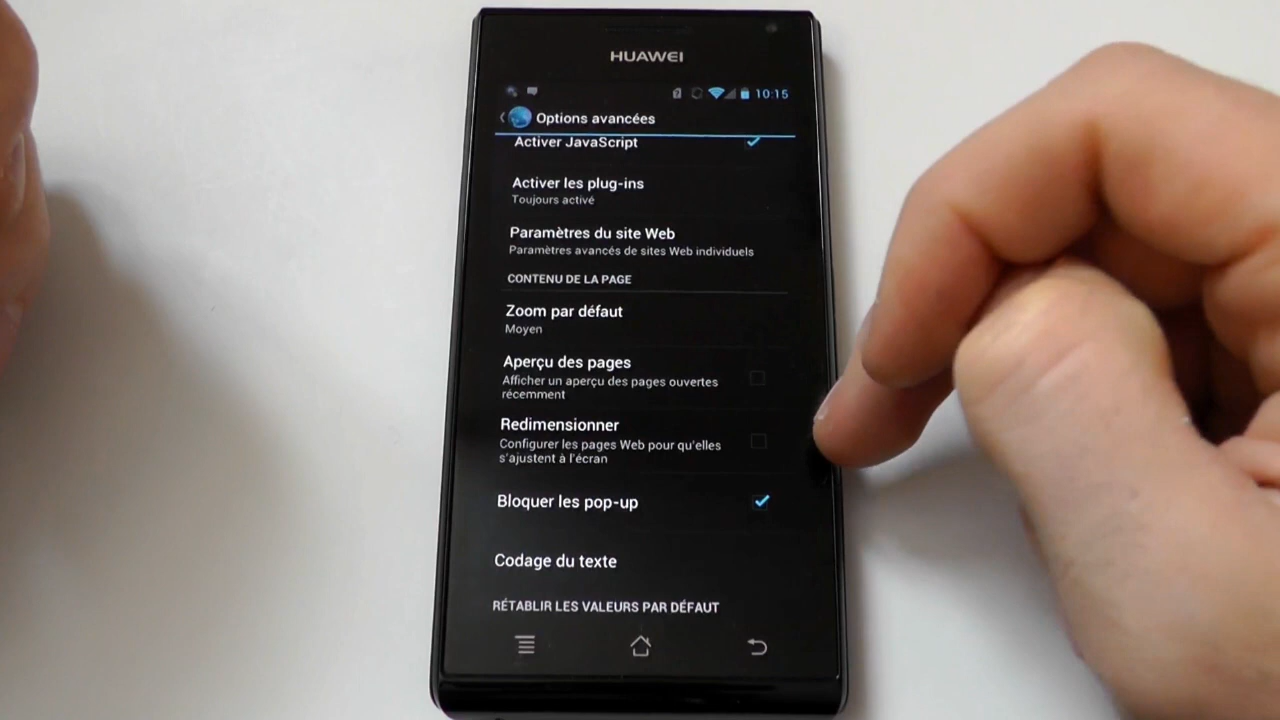 HUAWEI
10:15
Options avancées
Activer JavaScript
Activer les plug-ins
Toujours activé
Paramètres du site Web
Paramètres avancés de sites Web individuels
CONTENU DE LA PAGE
Zoom par défaut
Moyen
Aperçu des pages
Afficher un aperçu des pages ouvertes
récemment
Redimensionner
Configurer les pages Web pour qu'elles
s'ajustent à l'écran
Bloquer les pop-up
Codage du texte
RÉTABLIR LES VALEURS PAR DÉFAUT